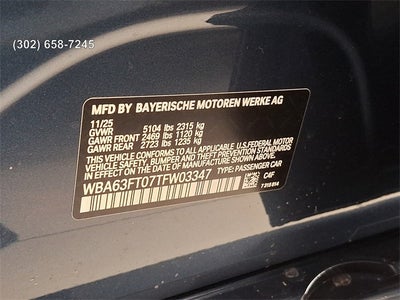 (302) 658-7245
MFD BY BAYERISCHE MOTOREN WERKE AG
11/25
GVWR 5104 lbs 2315 kg
GAWR FRONT 2469 lbs 1120 kg
GAWR REAR 2723 lbs 1235 kg
THIS VEHICLE CONFORMS TO ALL APPLICABLE U.S. FEDERAL MOTOR
VEHICLE SAFETY, BUMPER, AND THEFT PREVENTION STANDARDS
IN EFFECT ON THE DATE OF MANUFACTURE SHOWN ABOVE.
WBA63FT07TFW03347 TYPE: PASSENGER CAR
C4F